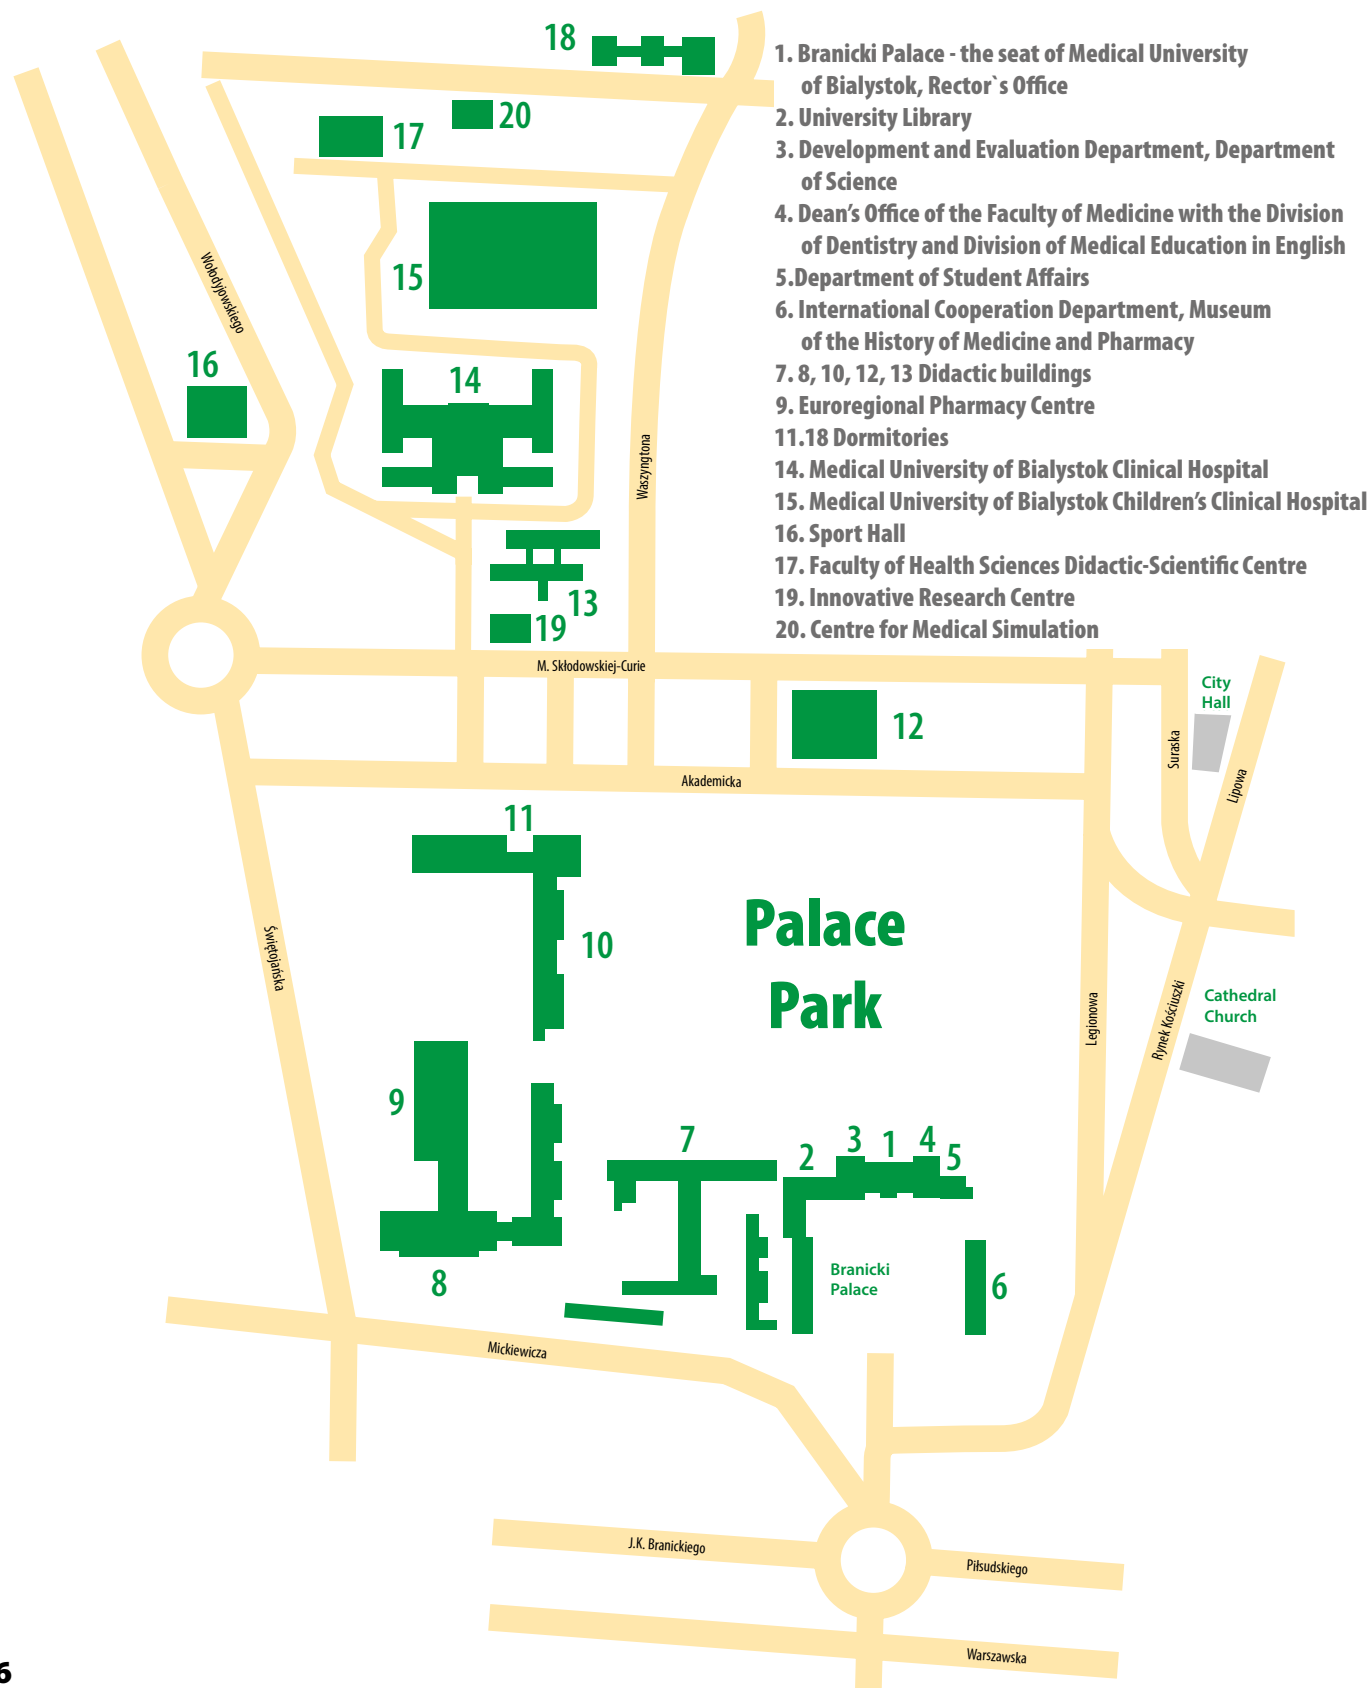 18
1. Branicki Palace - the seat of Medical University
of Bialystok, Rector`s Office
2. University Library
3. Development and Evaluation Department, Department
of Science
4. Dean's Office of the Faculty of Medicine with the Division
of Dentistry and Division of Medical Education in English
5.Department of Student Affairs
6. International Cooperation Department, Museum
of the History of Medicine and Pharmacy
7. 8, 10, 12, 13 Didactic buildings
9. Euroregional Pharmacy Centre
11.18 Dormitories
14. Medical University of Bialystok Clinical Hospital
15. Medical University of Bialystok Children's Clinical Hospital
16. Sport Hall
17. Faculty of Health Sciences Didactic-Scientific Centre
19. Innovative Research Centre
20. Centre for Medical Simulation
20
17
15
Wołodyjowskiego
16
14
Waszyngtona
13
19
M. Skłodowskiej-Curie
City
Hall
12
Suraska
Lipowa
Akademicka
11
10
Palace
Park
Świętojańska
Legionowa
Rynek Kościuszki
Cathedral
Church
9
7
2
3
1
4
5
8
Branicki
Palace
6
Mickiewicza
J.K. Branickiego
Piłsudskiego
Warszawska
6